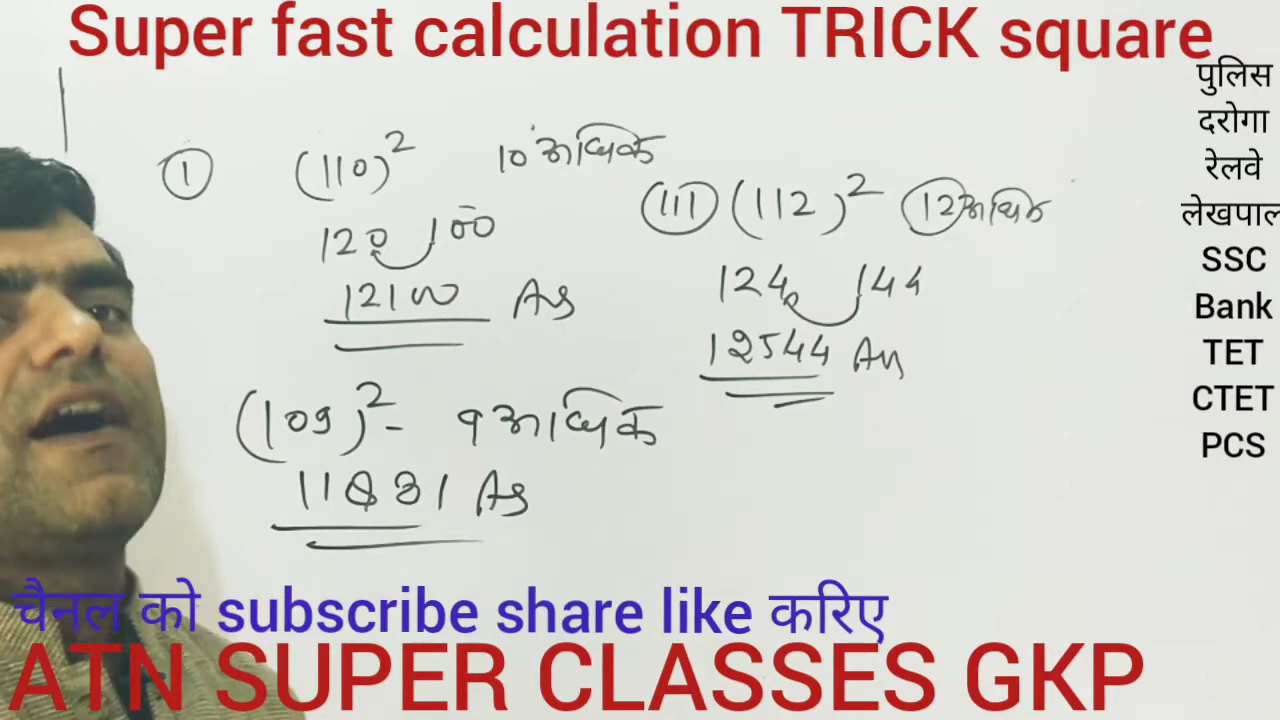 Super fast calculation TRICK square
① (110)² 10 अधिक
120 100
12100 As
(111) (112)² 12 अधिक
124 144
12544 An
(109)² - 9 अधिक
11881 As
पुलिस
दरोगा
रेलवे
लेखपाल
SSC
Bank
TET
CTET
PCS
चैनल को subscribe share like करिए
ATN SUPER CLASSES GKP